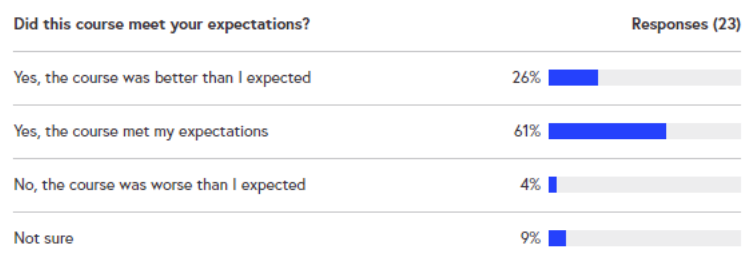 Did this course meet your expectations? Responses (23)
Yes, the course was better than I expected 26%
Yes, the course met my expectations 61%
No, the course was worse than I expected 4%
Not sure 9%